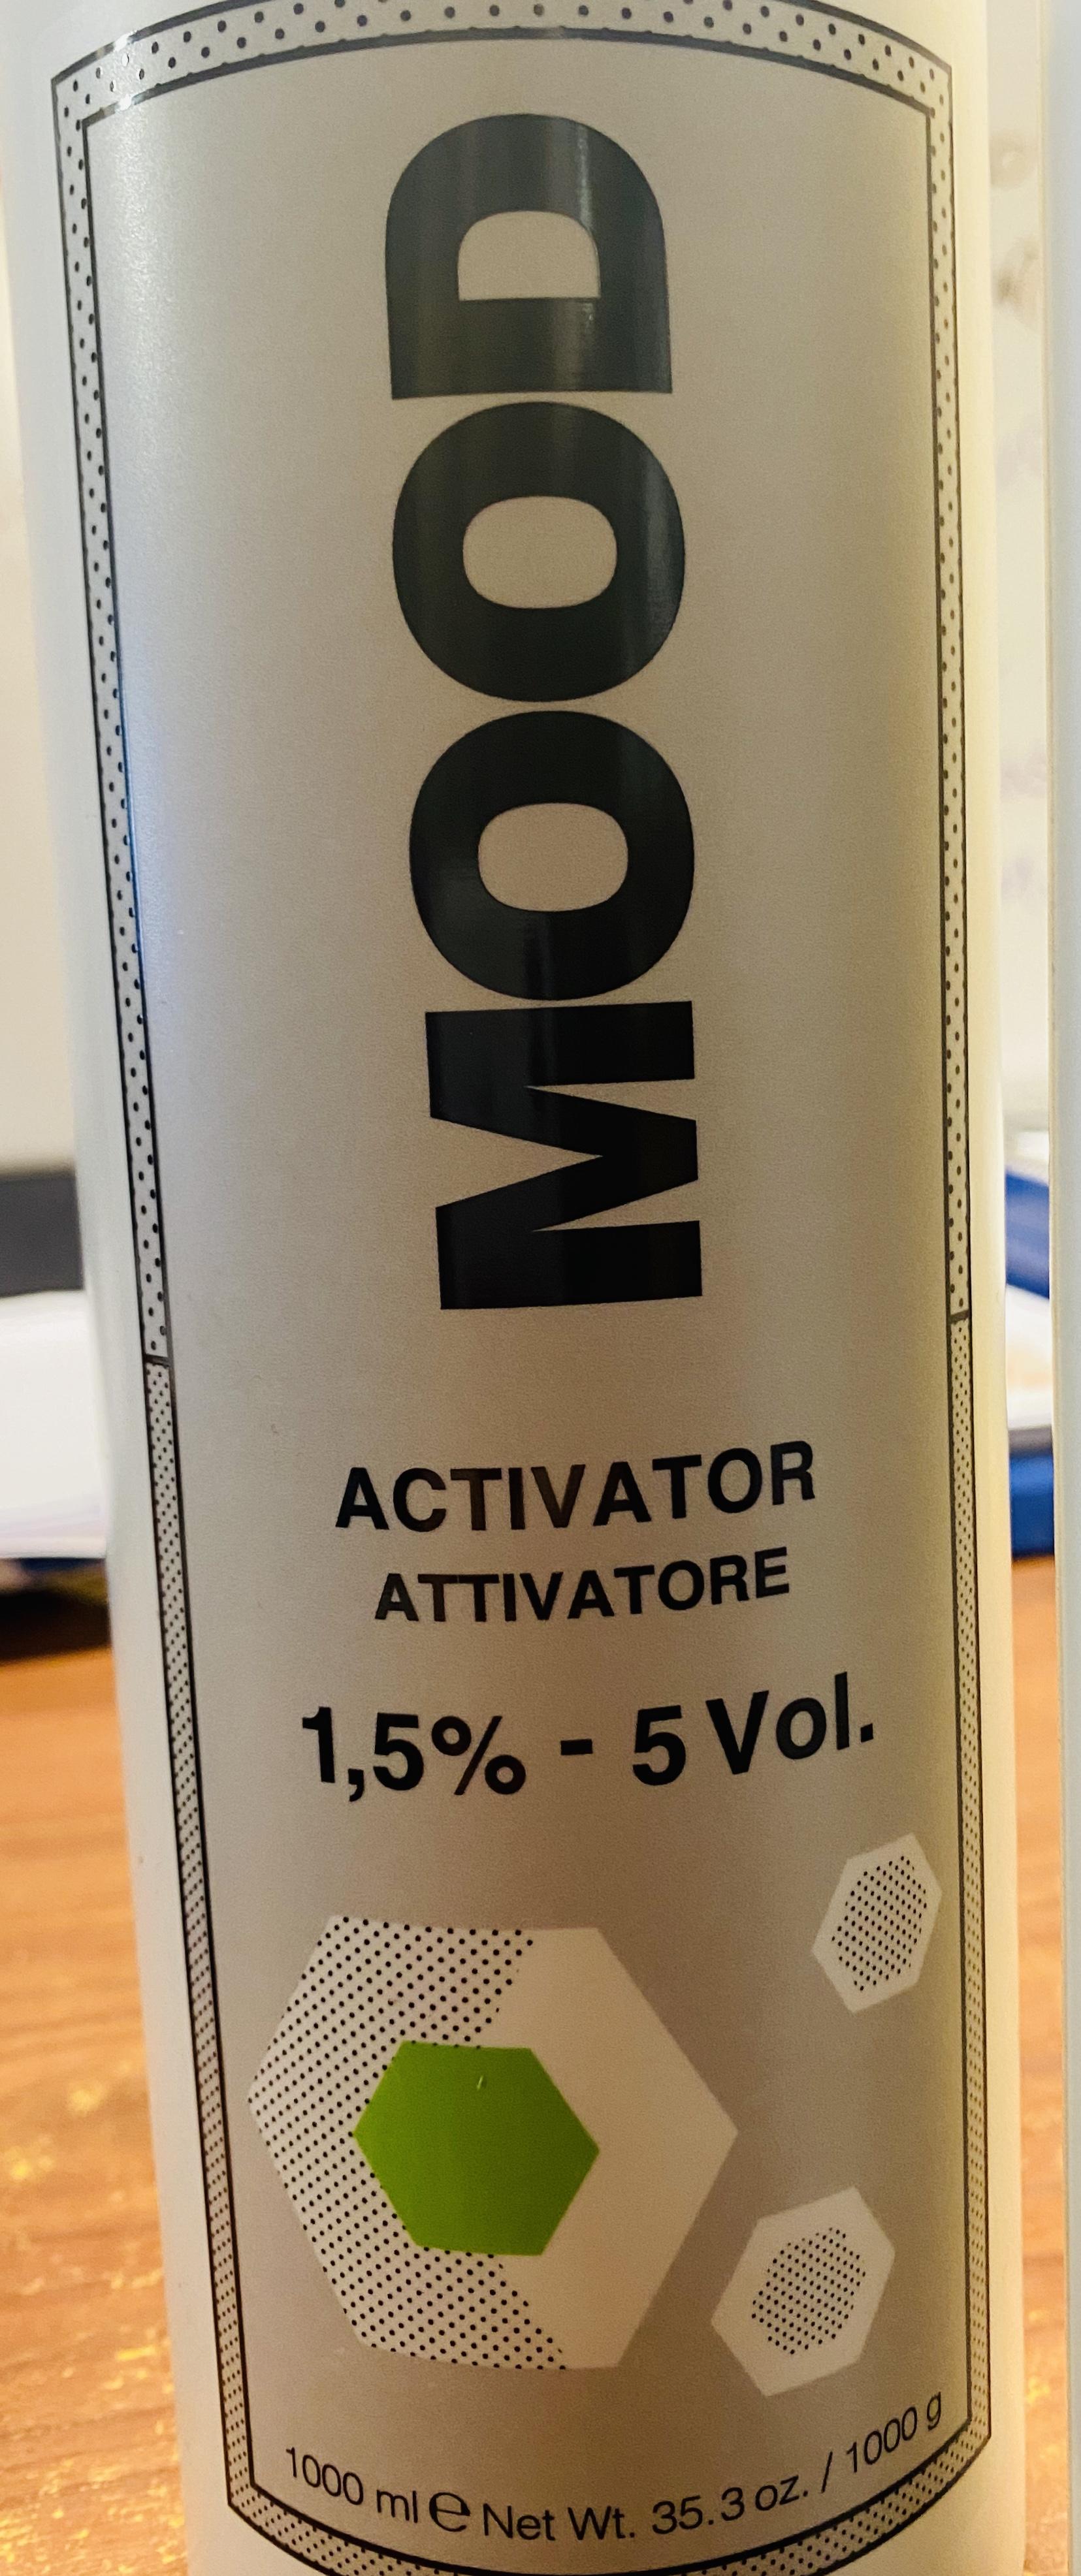 MOOD
ACTIVATOR
ATTIVATORE
1,5% - 5 Vol.
1000 ml ℮ Net Wt. 35.3 oz. / 1000 g